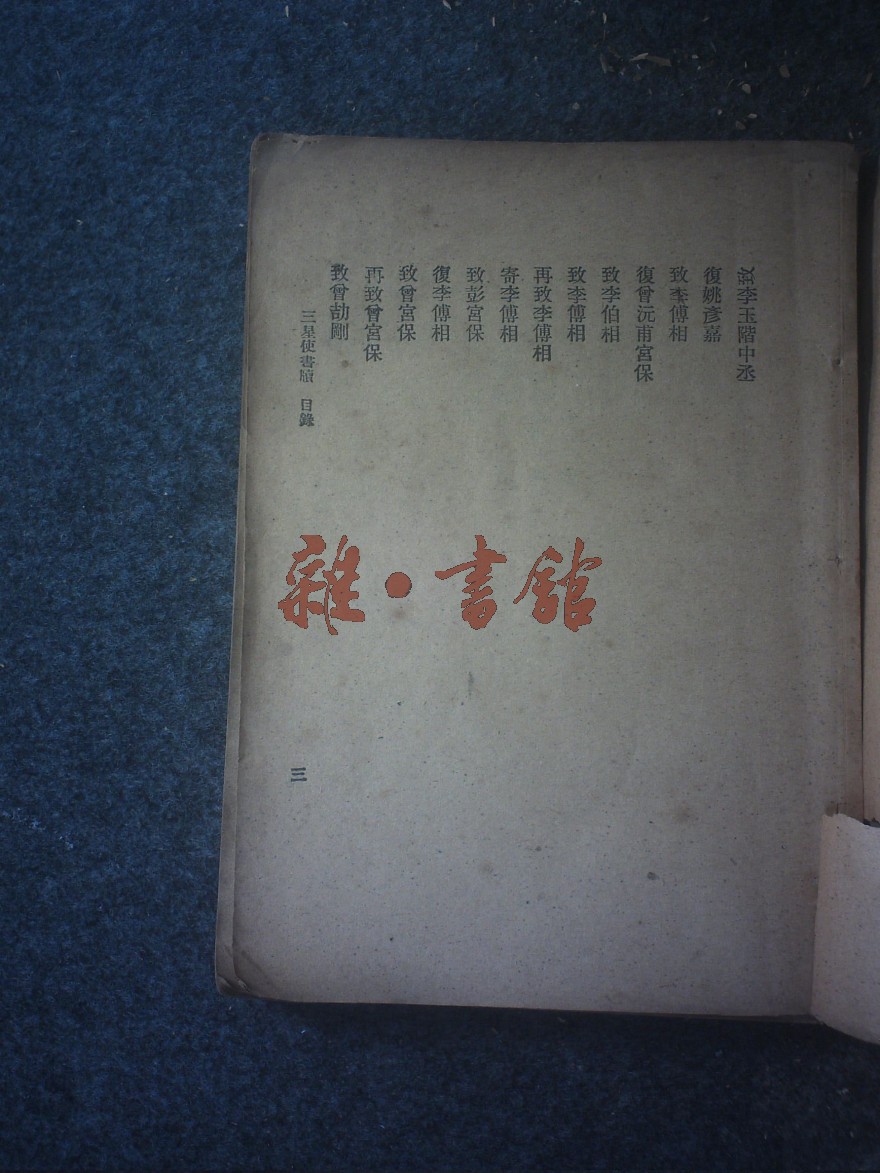 致李玉階中丞
復姚彥嘉
致李傅相
復曾沅甫宮保
致李伯相
致李傅相
再致李傅相
寄李傅相
致彭宮保
復李傅相
致曾宮保
再致曾宮保
致曾劼剛
三星使書牘 目錄
三
雜·書館